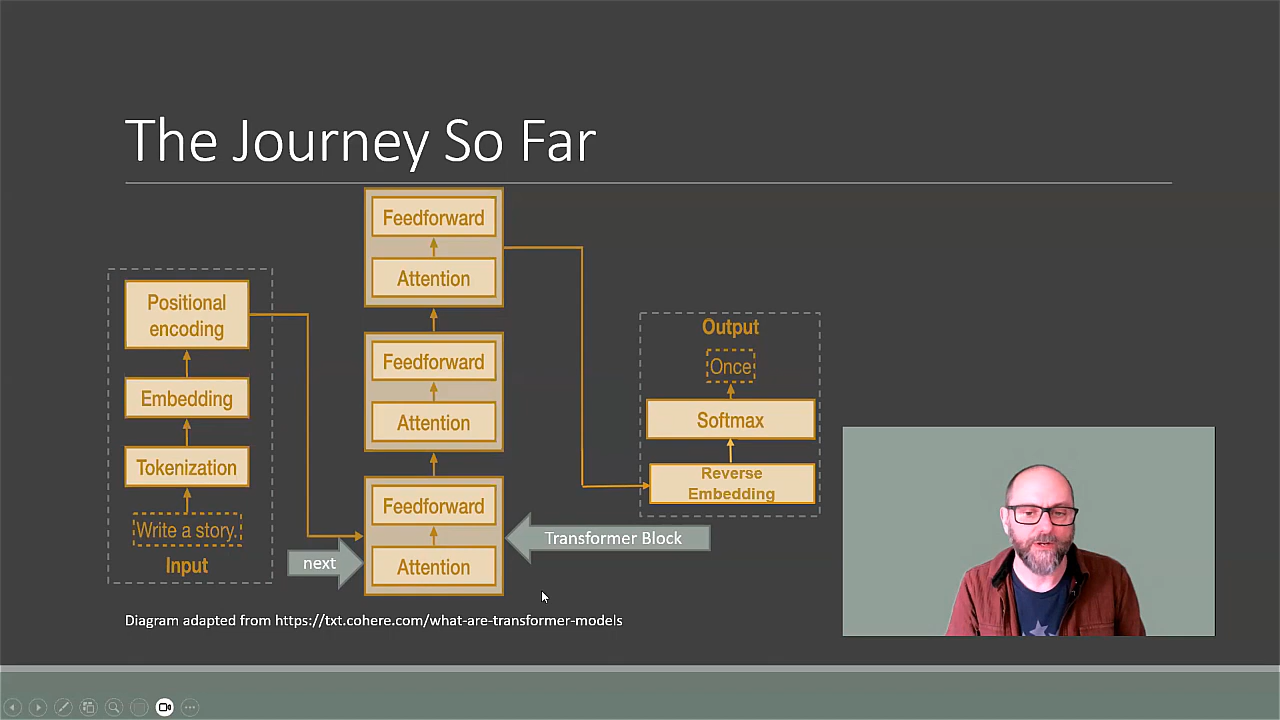 The Journey So Far
Positional
encoding
Embedding
Tokenization
Write a story.
Input
Feedforward
Attention
Feedforward
Attention
Feedforward
Attention
next
Transformer Block
Output
Once
Softmax
Reverse
Embedding
Diagram adapted from https://txt.cohere.com/what-are-transformer-models